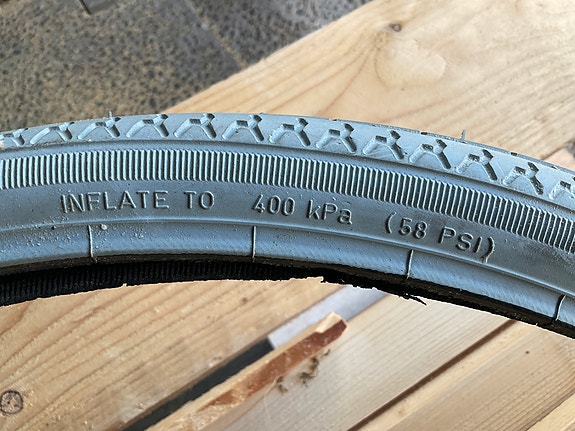 INFLATE TO 400 kPa (58 PSI)